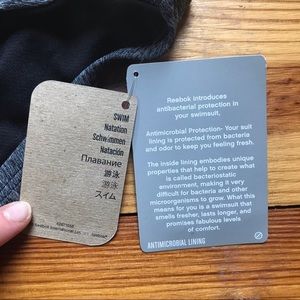 SWIM
Natation
Schwimmen
Natación
Плавание
游泳
游泳
スイム
Reebok introduces
antibacterial protection in
your swimsuit.
Antimicrobial Protection- Your suit
lining is protected from bacteria
and odor to keep you feeling fresh.
The inside lining embodies unique
properties that help to create what
is called bacteriostatic
environment, making it very
difficult for bacteria and other
microorganisms to grow. What this
means for you is a swimsuit that
smells fresher, lasts longer, and
promises fabulous levels
of comfort.
ANTIMICROBIAL LINING